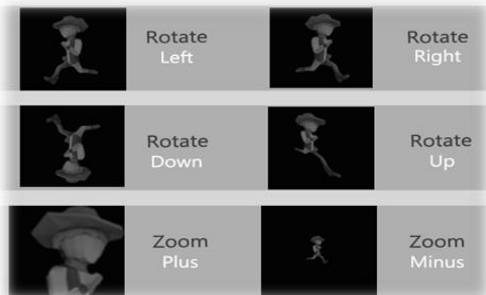 Rotate
Left
Rotate
Right
Rotate
Down
Rotate
Up
Zoom
Plus
Zoom
Minus